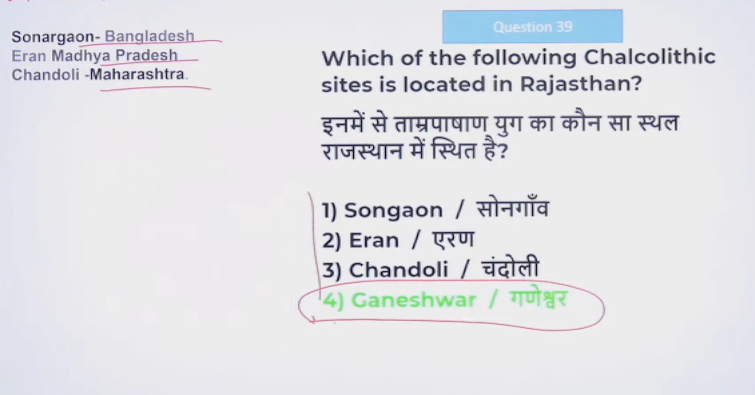 Sonargaon- Bangladesh
Eran Madhya Pradesh
Chandoli -Maharashtra.
Question 39
Which of the following Chalcolithic
sites is located in Rajasthan?
इनमें से ताम्रपाषाण युग का कौन सा स्थल
राजस्थान में स्थित है?
1) Songaon / सोनगाँव
2) Eran / एरण
3) Chandoli / चंदोली
4) Ganeshwar / गणेश्वर